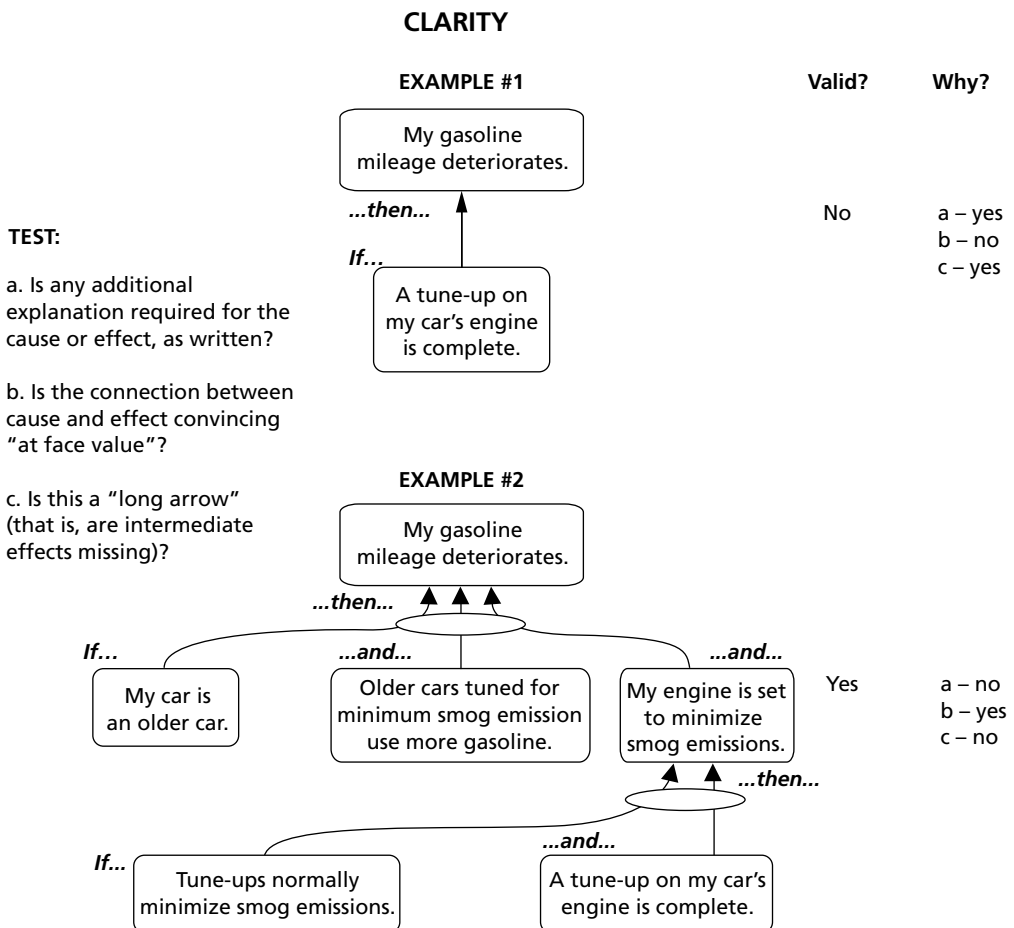 CLARITY
EXAMPLE #1
Valid?
Why?
My gasoline
mileage deteriorates.
...then...
If...
A tune-up on
my car's engine
is complete.
No
a – yes
b – no
c – yes
TEST:
a. Is any additional
explanation required for the
cause or effect, as written?
b. Is the connection between
cause and effect convincing
“at face value”?
c. Is this a “long arrow”
(that is, are intermediate
effects missing)?
EXAMPLE #2
My gasoline
mileage deteriorates.
...then...
If...
...and...
...and...
My car is
an older car.
Older cars tuned for
minimum smog emission
use more gasoline.
My engine is set
to minimize
smog emissions.
Yes
a – no
b – yes
c – no
...then...
If...
...and...
Tune-ups normally
minimize smog emissions.
A tune-up on my car's
engine is complete.